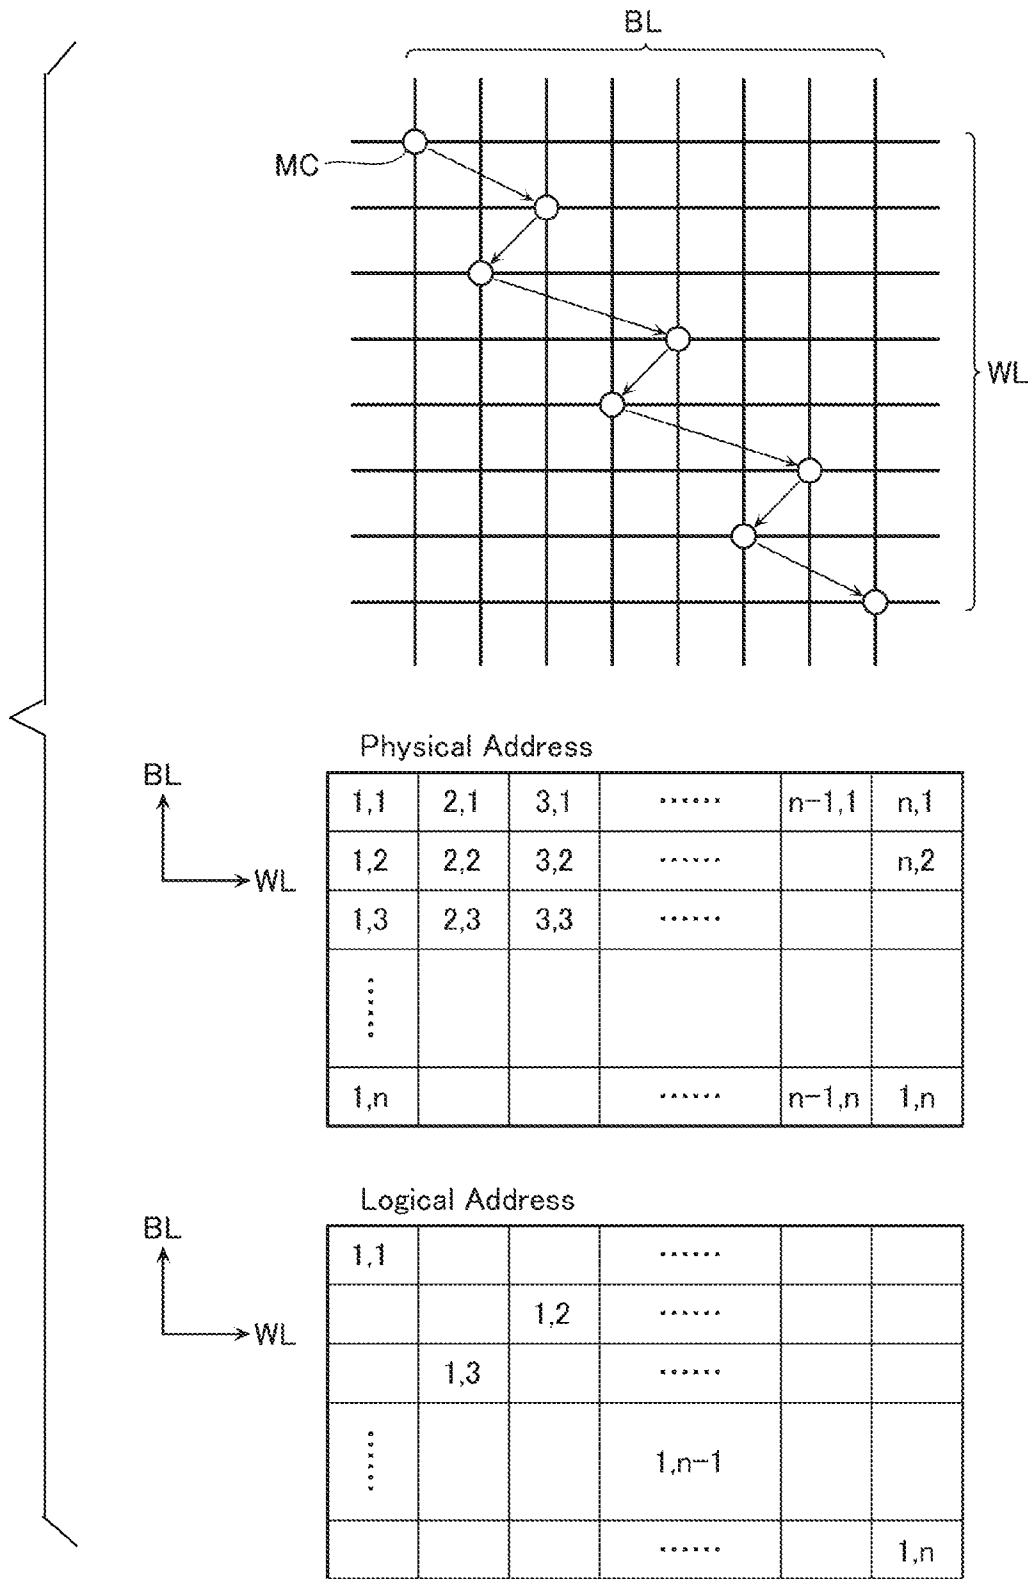 BL
MC
WL
Physical Address
BL
WL
1,1 2,1 3,1 ...... n-1,1 n,1
1,2 2,2 3,2 ...... n,2
1,3 2,3 3,3 ......
......
1,n ...... n-1,n 1,n
Logical Address
BL
WL
1,1 ......
1,2 ......
1,3 ......
...... 1,n-1
...... 1,n